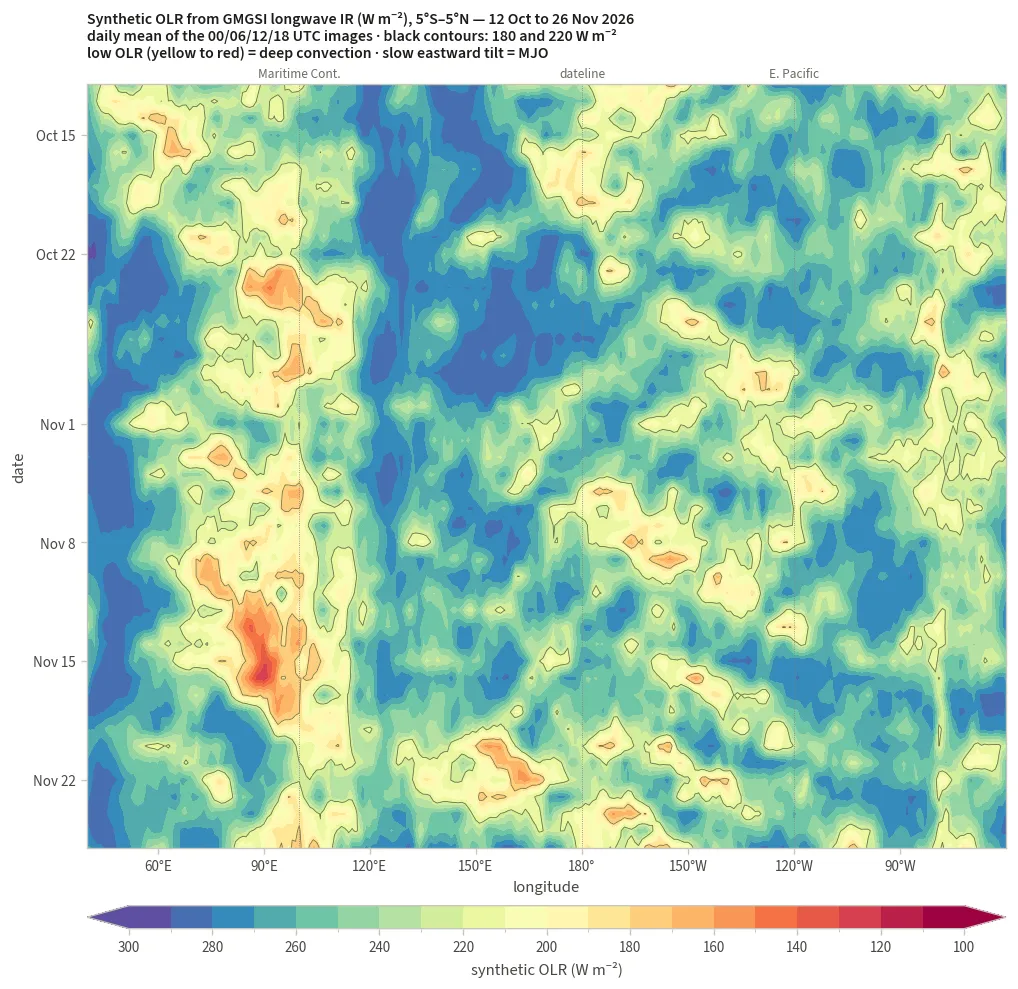 Synthetic OLR from GMGSI longwave IR (W m⁻²), 5°S–5°N — 12 Oct to 26 Nov 2026
daily mean of the 00/06/12/18 UTC images · black contours: 180 and 220 W m⁻²
low OLR (yellow to red) = deep convection · slow eastward tilt = MJO
Maritime Cont. dateline E. Pacific
Oct 15
Oct 22
Nov 1
Nov 8
Nov 15
Nov 22
date
60°E 90°E 120°E 150°E 180° 150°W 120°W 90°W
longitude
300 280 260 240 220 200 180 160 140 120 100
synthetic OLR (W m⁻²)